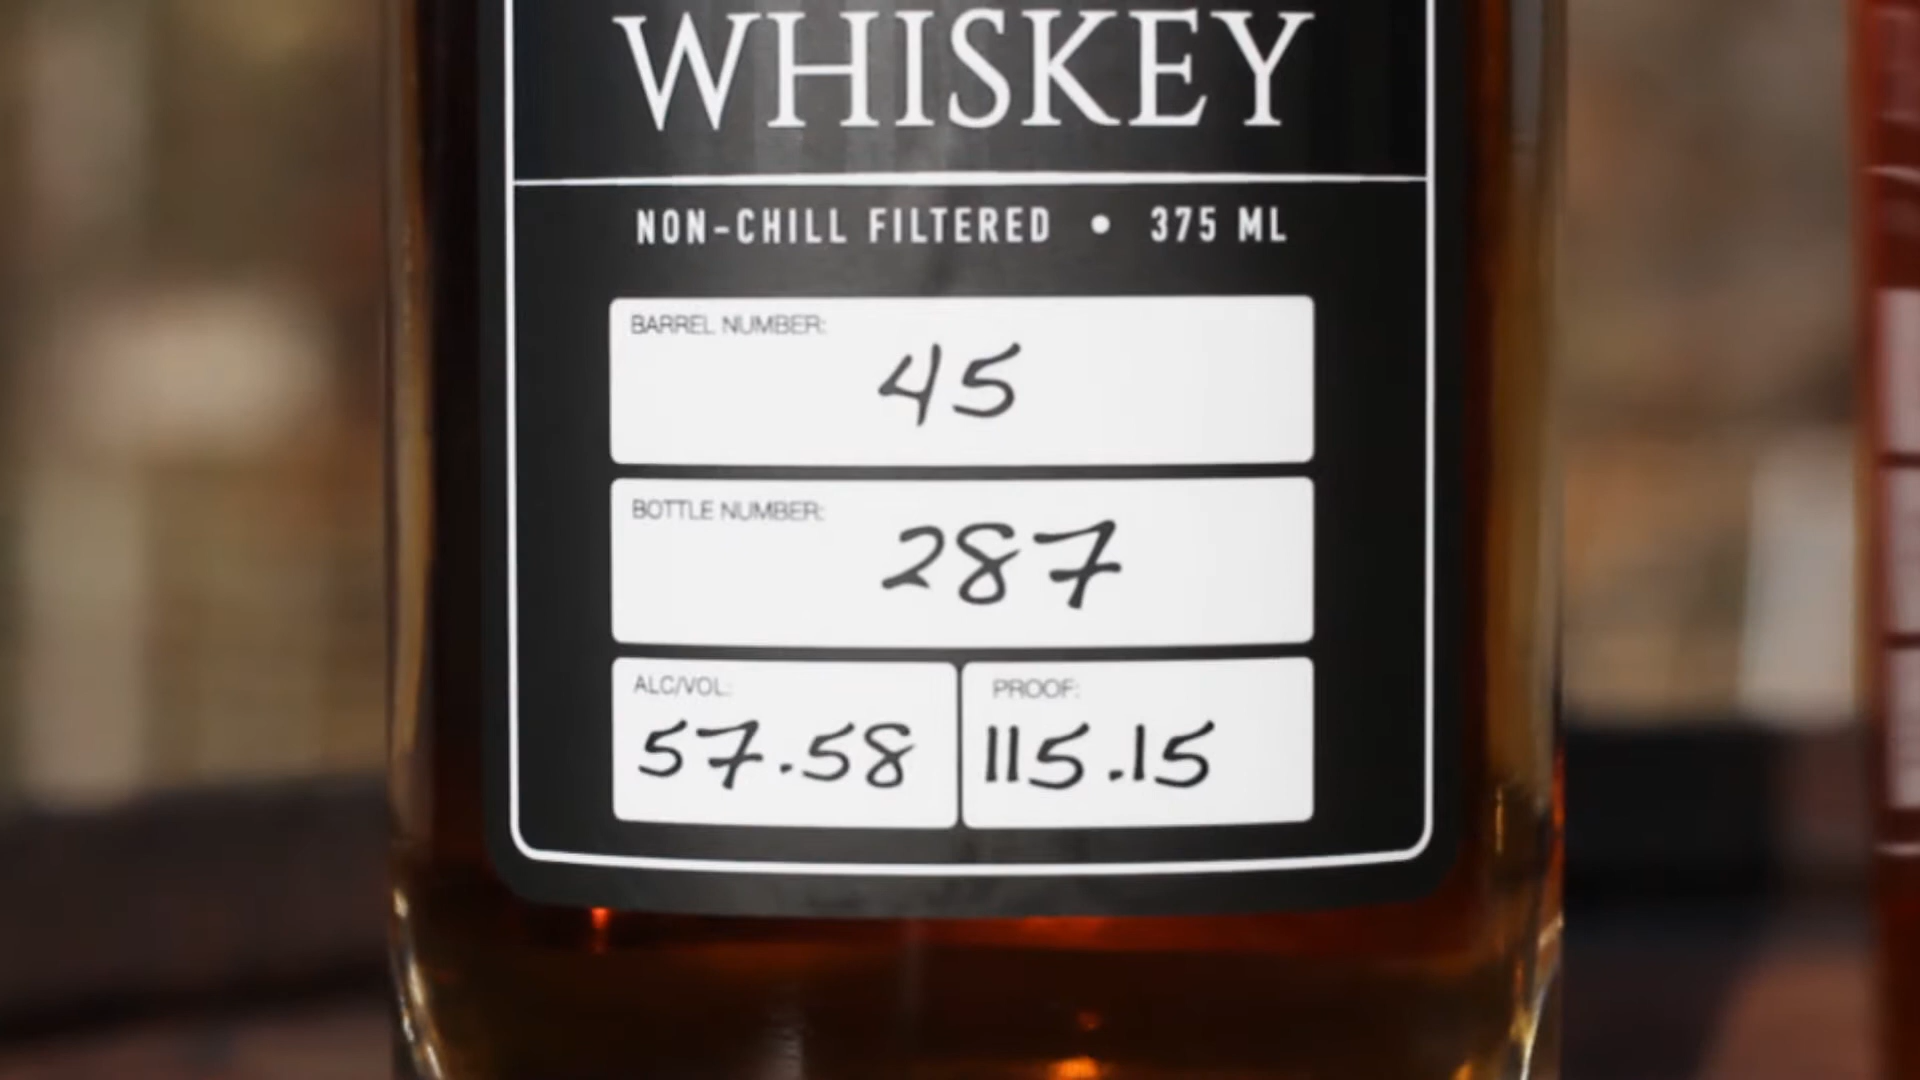 WHISKEY
NON-CHILL FILTERED • 375 ML
BARREL NUMBER:
45
BOTTLE NUMBER:
287
ALC/VOL:
57.58
PROOF:
115.15